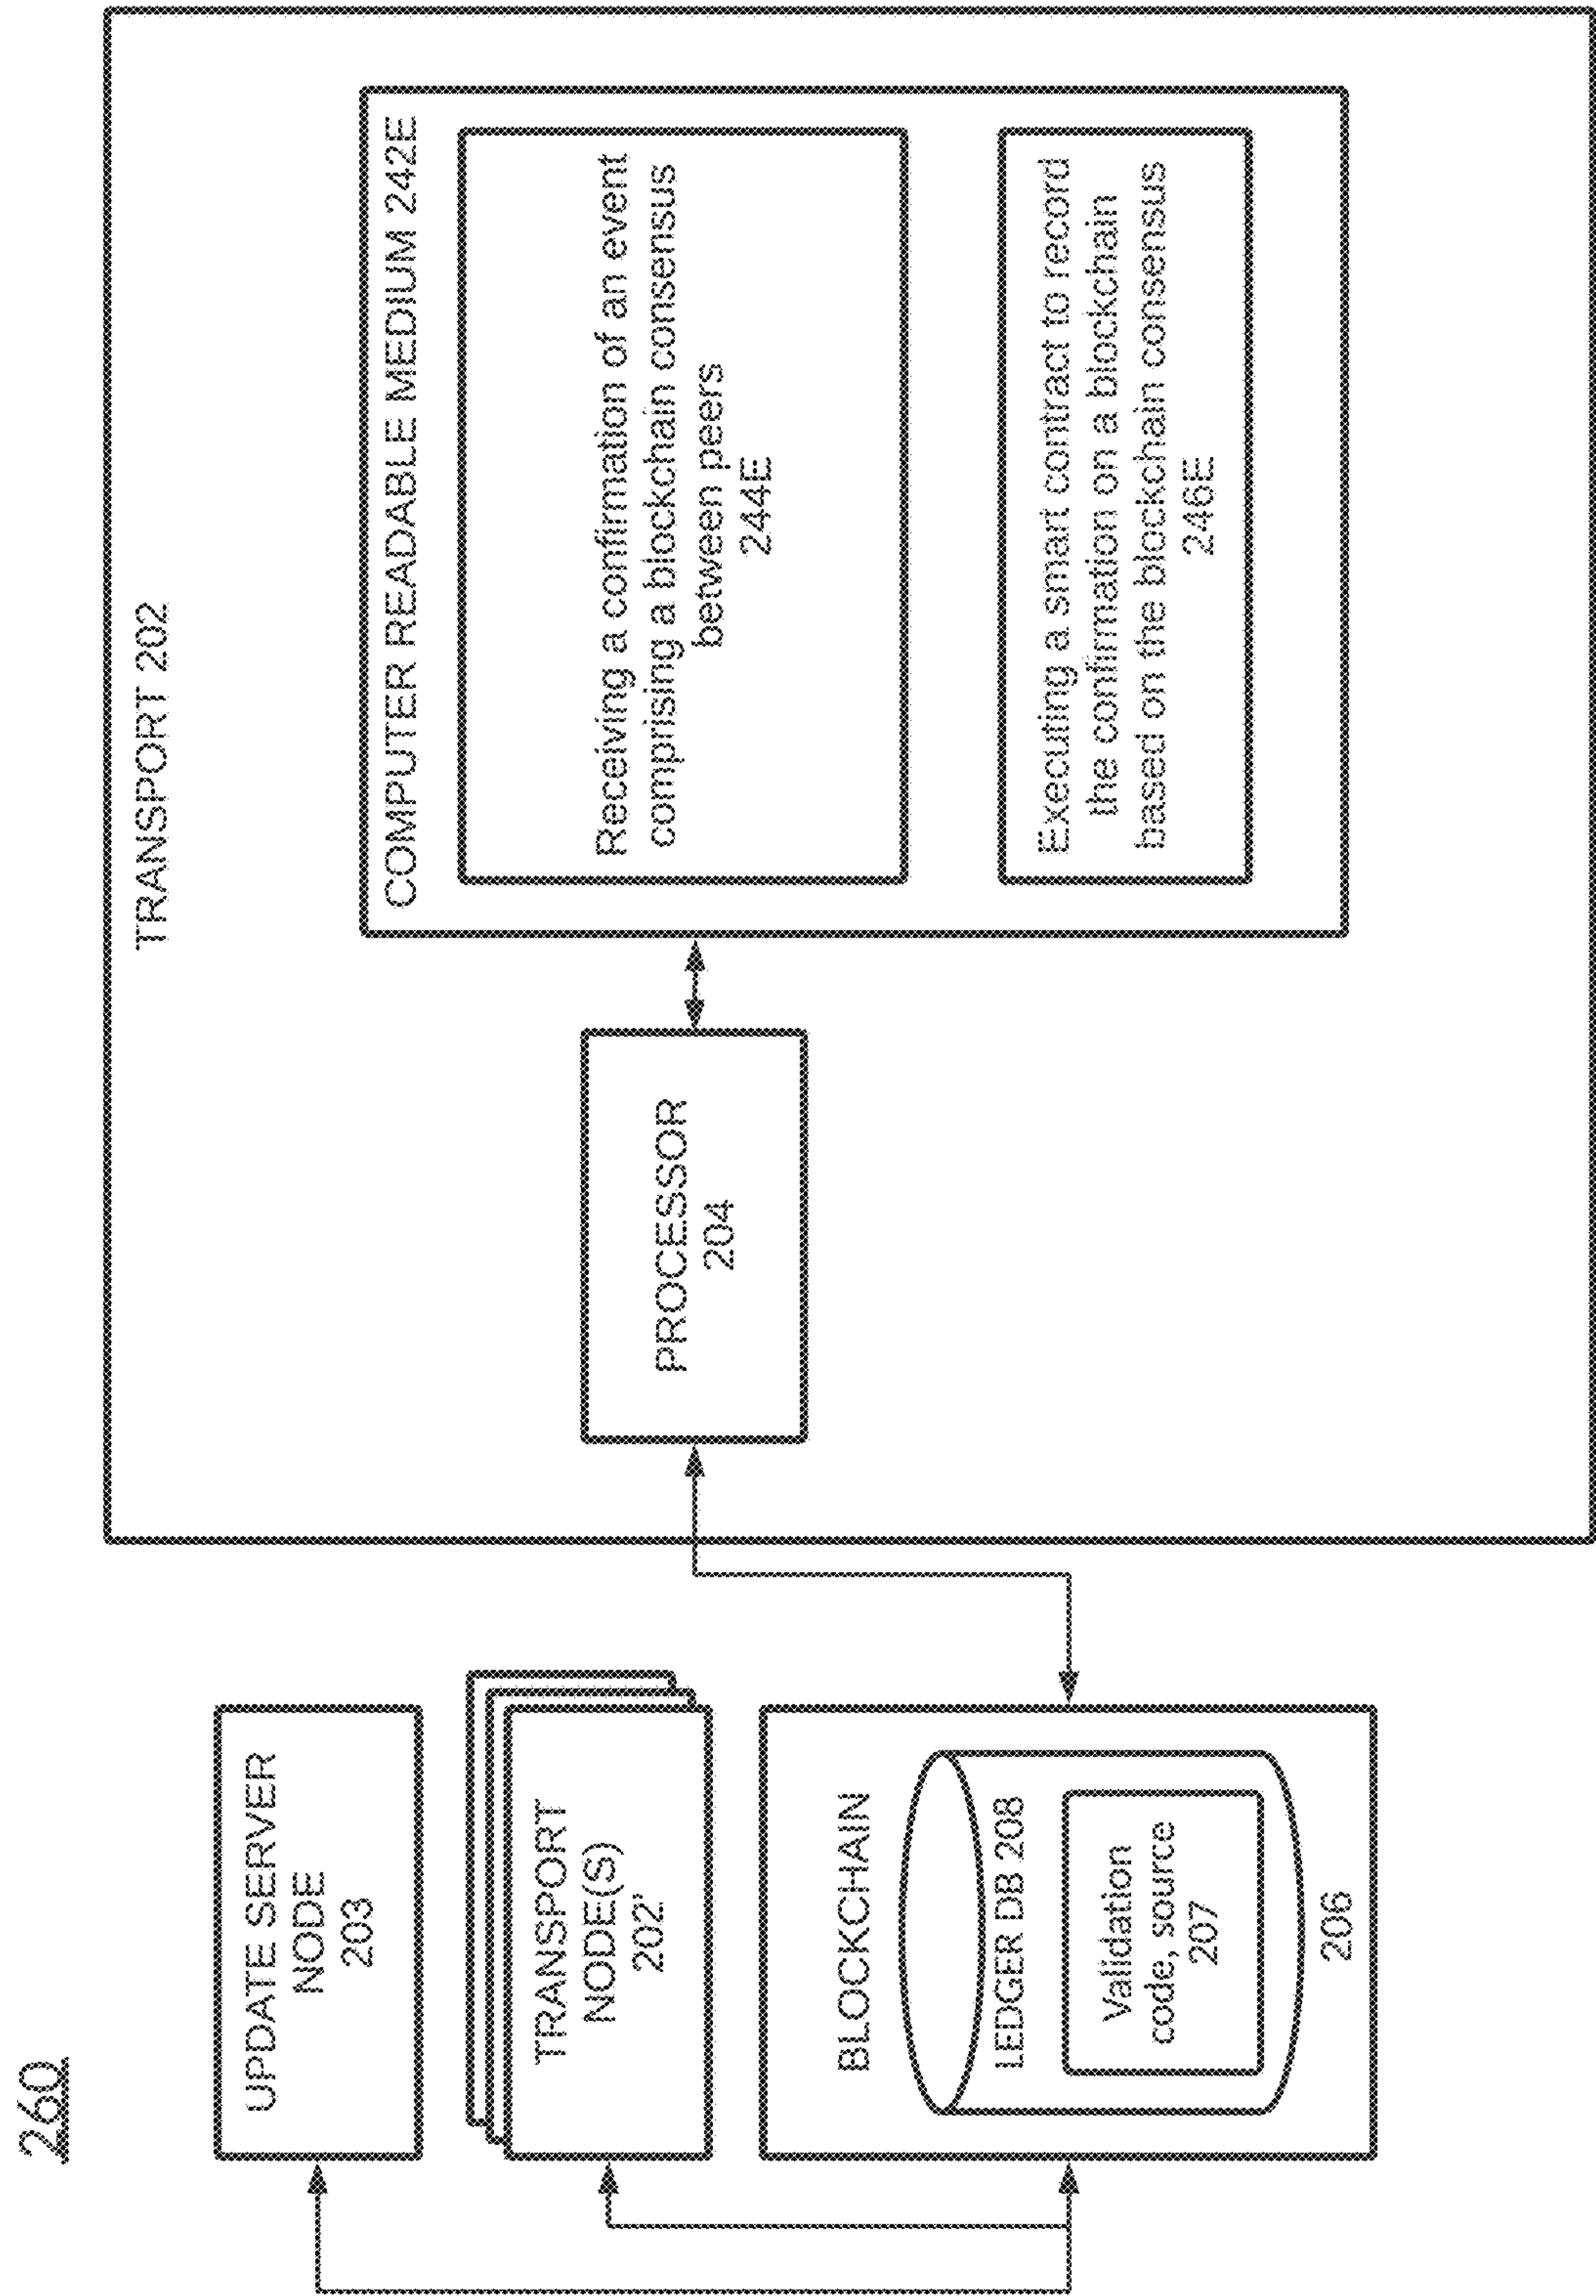 260
UPDATE SERVER
NODE
203
TRANSPORT
NODE(S)
202'
BLOCKCHAIN
LEDGER DB 208
Validation
code, source
207
206
TRANSPORT 202
PROCESSOR
204
COMPUTER READABLE MEDIUM 242E
Receiving a confirmation of an event
comprising a blockchain consensus
between peers
244E
Executing a smart contract to record
the confirmation on a blockchain
based on the blockchain consensus
246E